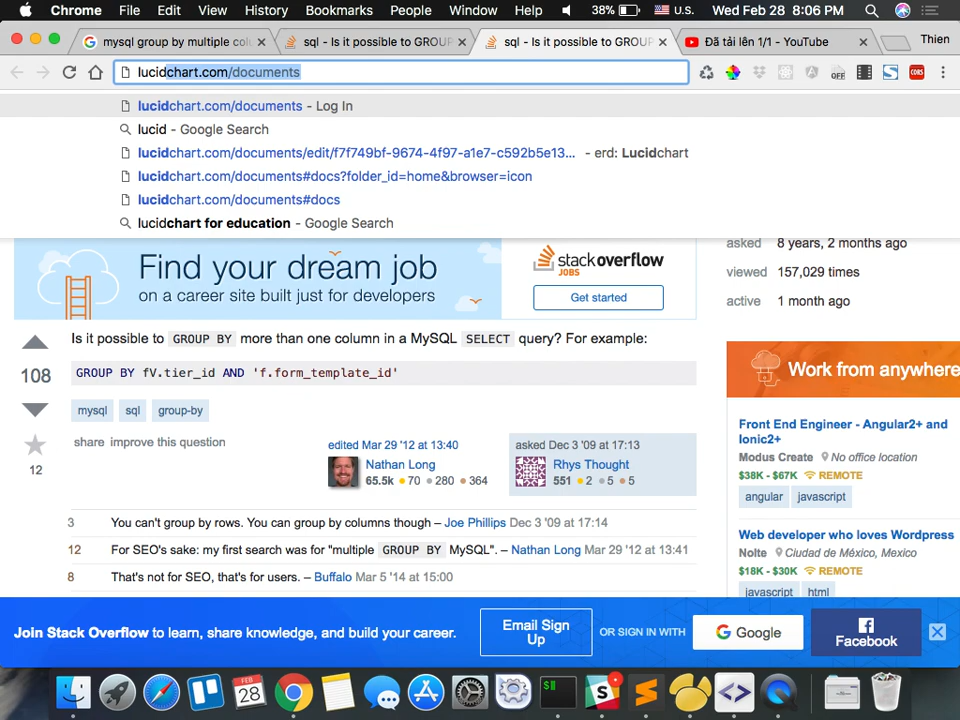 Chrome File Edit View History Bookmarks People Window Help 38% U.S. Wed Feb 28 8:06 PM
mysql group by multiple colu
sql - Is it possible to GROUP
sql - Is it possible to GROUP
Đã tải lên 1/1 - YouTube
Thien
lucidchart.com/documents
OFF
CORS
lucidchart.com/documents - Log In
lucid - Google Search
lucidchart.com/documents/edit/f7f749bf-9674-4f97-a1e7-c592b5e13... - erd: Lucidchart
lucidchart.com/documents#docs?folder_id=home&browser=icon
lucidchart.com/documents#docs
lucidchart for education - Google Search
Find your dream job
on a career site built just for developers
stackoverflow
JOBS
Get started
asked 8 years, 2 months ago
viewed 157,029 times
active 1 month ago
Is it possible to GROUP BY more than one column in a MySQL SELECT query? For example:
108
GROUP BY fV.tier_id AND 'f.form_template_id'
mysql sql group-by
share improve this question
12
edited Mar 29 '12 at 13:40
Nathan Long
65.5k 70 280 364
asked Dec 3 '09 at 17:13
Rhys Thought
551 2 5 5
3 You can't group by rows. You can group by columns though – Joe Phillips Dec 3 '09 at 17:14
12 For SEO's sake: my first search was for "multiple GROUP BY MySQL". – Nathan Long Mar 29 '12 at 13:41
8 That's not for SEO, that's for users. – Buffalo Mar 5 '14 at 15:00
Work from anywhere
Front End Engineer - Angular2+ and
Ionic2+
Modus Create No office location
$38K - $67K REMOTE
angular javascript
Web developer who loves Wordpress
Nolte Ciudad de México, Mexico
$18K - $30K REMOTE
javascript html
Join Stack Overflow to learn, share knowledge, and build your career.
Email Sign
Up
OR SIGN IN WITH
Google
Facebook
FEB
28